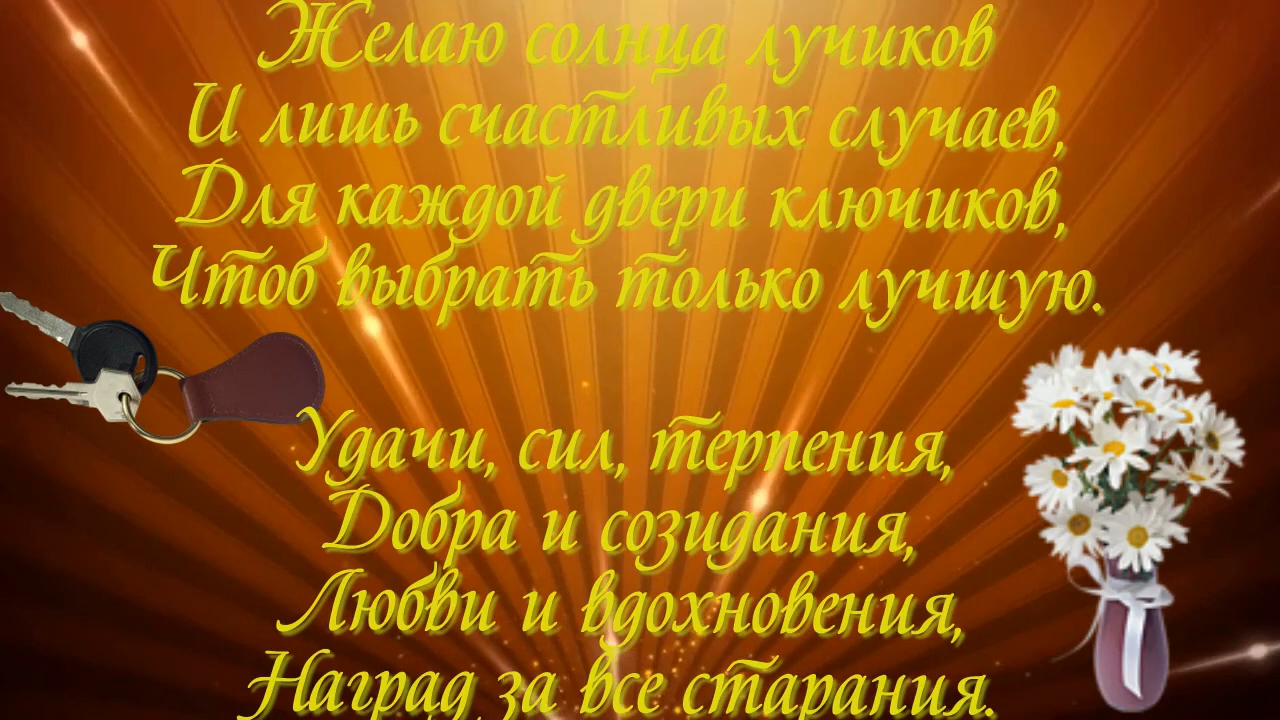 Желаю солнца лучиков
И лишь счастливых случаев,
Для каждой двери ключиков,
Чтоб выбрать только лучшую.
Удачи, сил, терпения,
Добра и созидания,
Любви и вдохновения,
Наград за все старания.